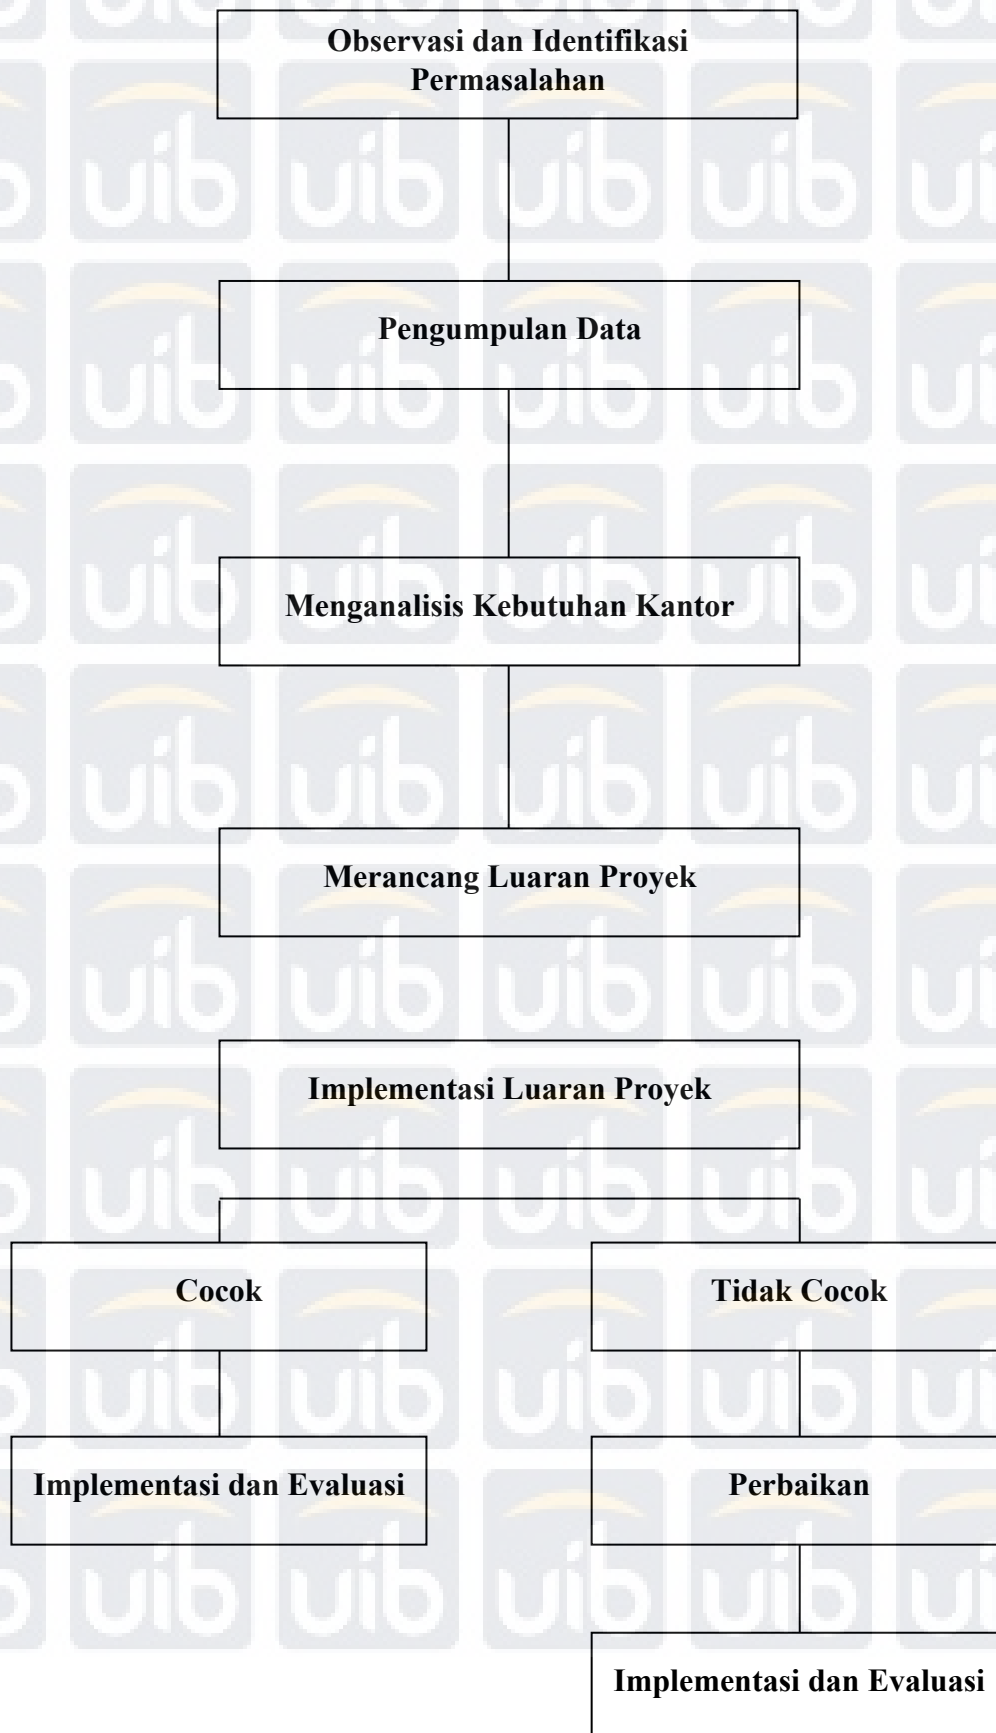 Observasi dan Identifikasi
Permasalahan
Pengumpulan Data
Menganalisis Kebutuhan Kantor
Merancang Luaran Proyek
Implementasi Luaran Proyek
Cocok
Tidak Cocok
Implementasi dan Evaluasi
Perbaikan
Implementasi dan Evaluasi